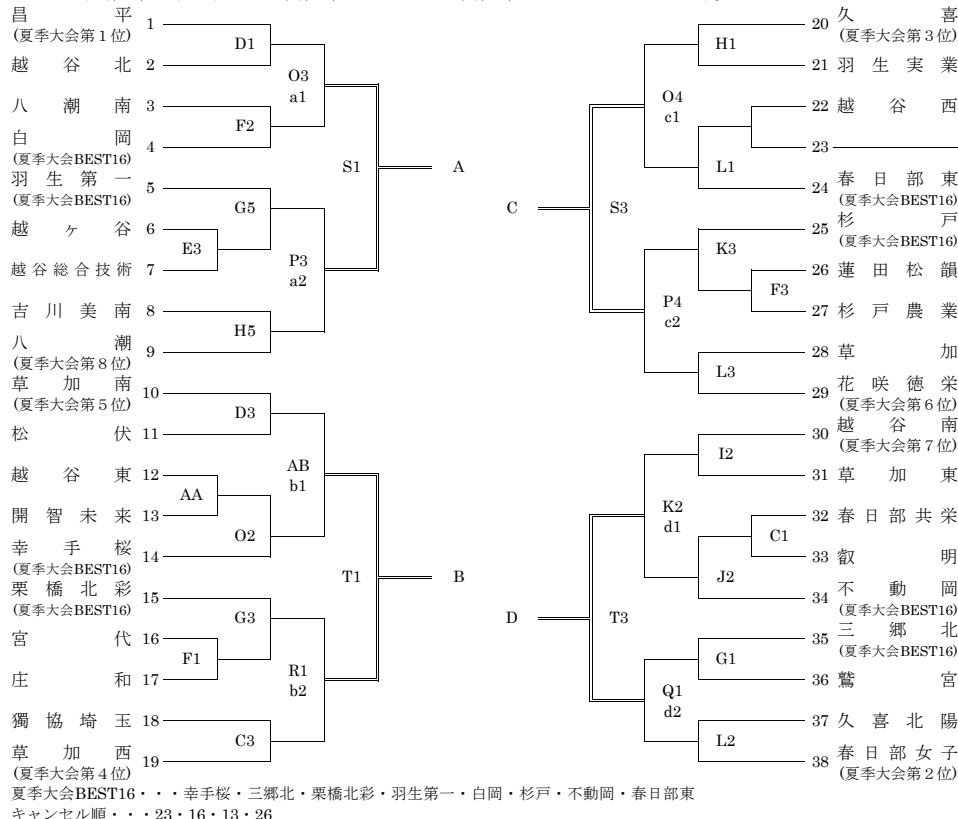 昌平 1
(夏季大会第1位)
D1
越谷北 2
O3
a1
八潮南 3
F2
白岡 4
(夏季大会BEST16)
S1
A
羽生第一 5
(夏季大会BEST16)
G5
越ヶ谷 6
E3
越谷総合技術 7
P3
a2
吉川美南 8
H5
八潮 9
(夏季大会第8位)
草加南 10
(夏季大会第5位)
D3
松伏 11
AB
b1
越谷東 12
AA
開智未来 13
O2
幸手桜 14
(夏季大会BEST16)
T1
B
栗橋北彩 15
(夏季大会BEST16)
G3
宮代 16
F1
庄和 17
R1
b2
獨協埼玉 18
C3
草加西 19
(夏季大会第4位)
20 久喜
(夏季大会第3位)
H1
21 羽生実業
O4
c1
22 越谷西
23
L1
24 春日部東
(夏季大会BEST16)
C
S3
25 杉戸
(夏季大会BEST16)
K3
26 蓮田松韻
F3
27 杉戸農業
P4
c2
28 草加
L3
29 花咲徳栄
(夏季大会第6位)
30 越谷南
(夏季大会第7位)
I2
31 草加東
K2
d1
32 春日部共栄
C1
33 叡明
J2
34 不動岡
(夏季大会BEST16)
D
T3
35 三郷北
(夏季大会BEST16)
G1
36 鷲宮
Q1
d2
37 久喜北陽
L2
38 春日部女子
(夏季大会第2位)
夏季大会BEST16・・・幸手桜・三郷北・栗橋北彩・羽生第一・白岡・杉戸・不動岡・春日部東
キャンセル順・・・23・16・13・26